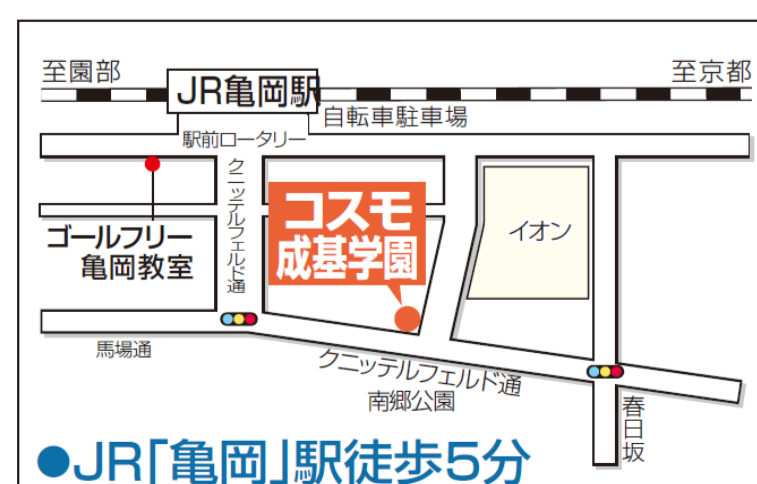 至園部
至京都
JR亀岡駅
自転車駐車場
駅前ロータリー
クニッテルフェルド通
コスモ
成基学園
イオン
ゴールフリー
亀岡教室
馬場通
クニッテルフェルド通
南郷公園
春日坂
●JR「亀岡」駅徒歩5分